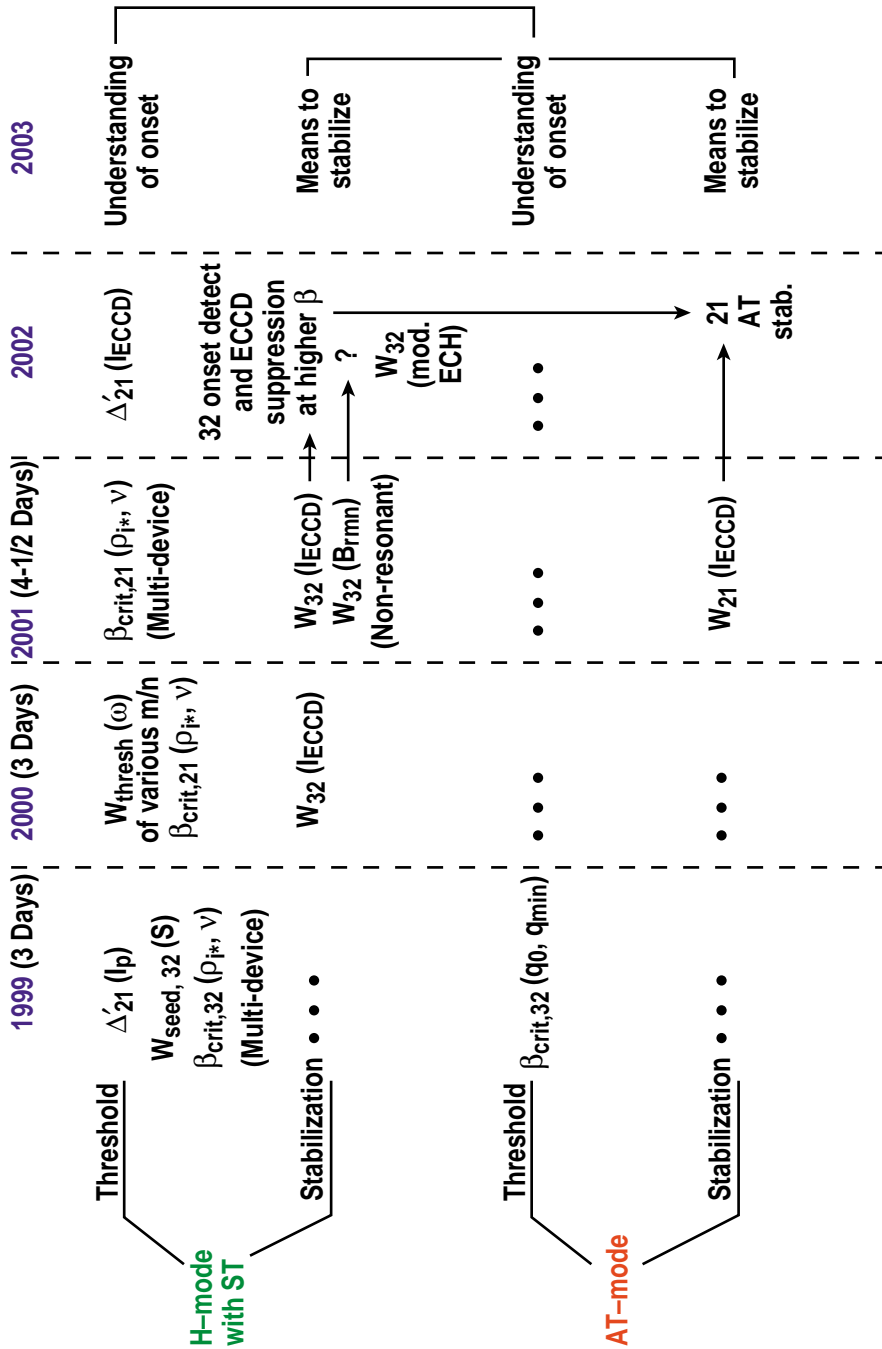 1999 (3 Days)
2000 (3 Days)
2001 (4-1/2 Days)
2002
2003
H–mode
with ST
Threshold
Δ′21 (Ip)
Wseed, 32 (S)
βcrit,32 (ρi*, ν)
(Multi-device)
Wthresh (ω)
of various m/n
βcrit,21 (ρi*, ν)
βcrit,21 (ρi*, ν)
(Multi-device)
Δ′21 (IECCD)
Understanding
of onset
Stabilization • • •
W32 (IECCD)
W32 (IECCD)
W32 (Brmn)
(Non-resonant)
32 onset detect
and ECCD
suppression
at higher β
?
W32
(mod.
ECH)
Means to
stabilize
AT–mode
Threshold
βcrit,32 (q0, qmin)
• • •
• • •
• • •
Understanding
of onset
Stabilization • • •
• • •
W21 (IECCD)
21
AT
stab.
Means to
stabilize